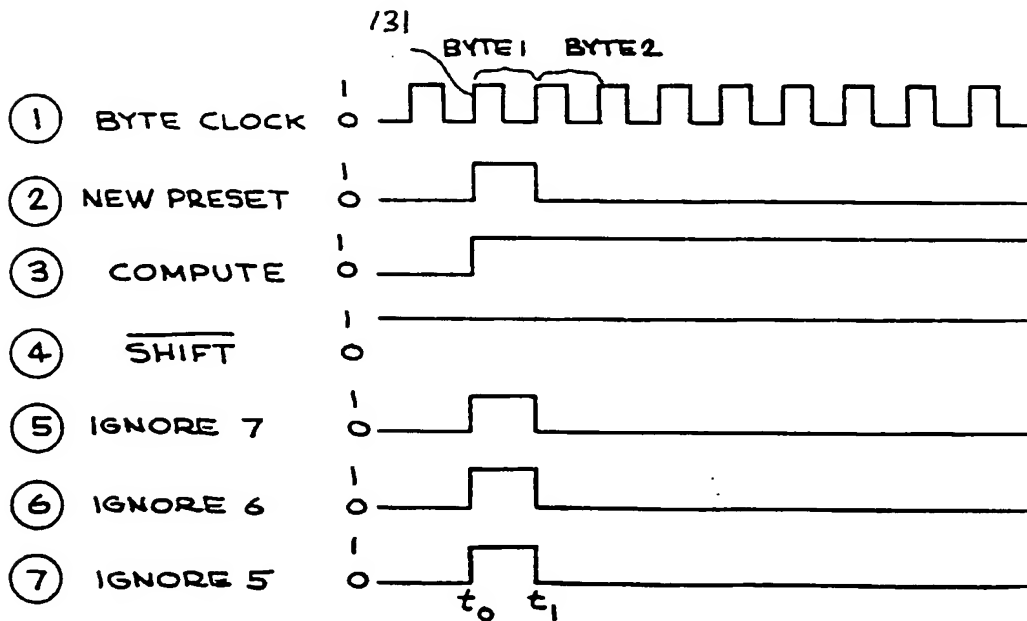 131
BYTE 1 BYTE 2
1 BYTE CLOCK 1 0
2 NEW PRESET 1 0
3 COMPUTE 1 0
4 SHIFT 1 0
5 IGNORE 7 1 0
6 IGNORE 6 1 0
7 IGNORE 5 1 0
t0 t1